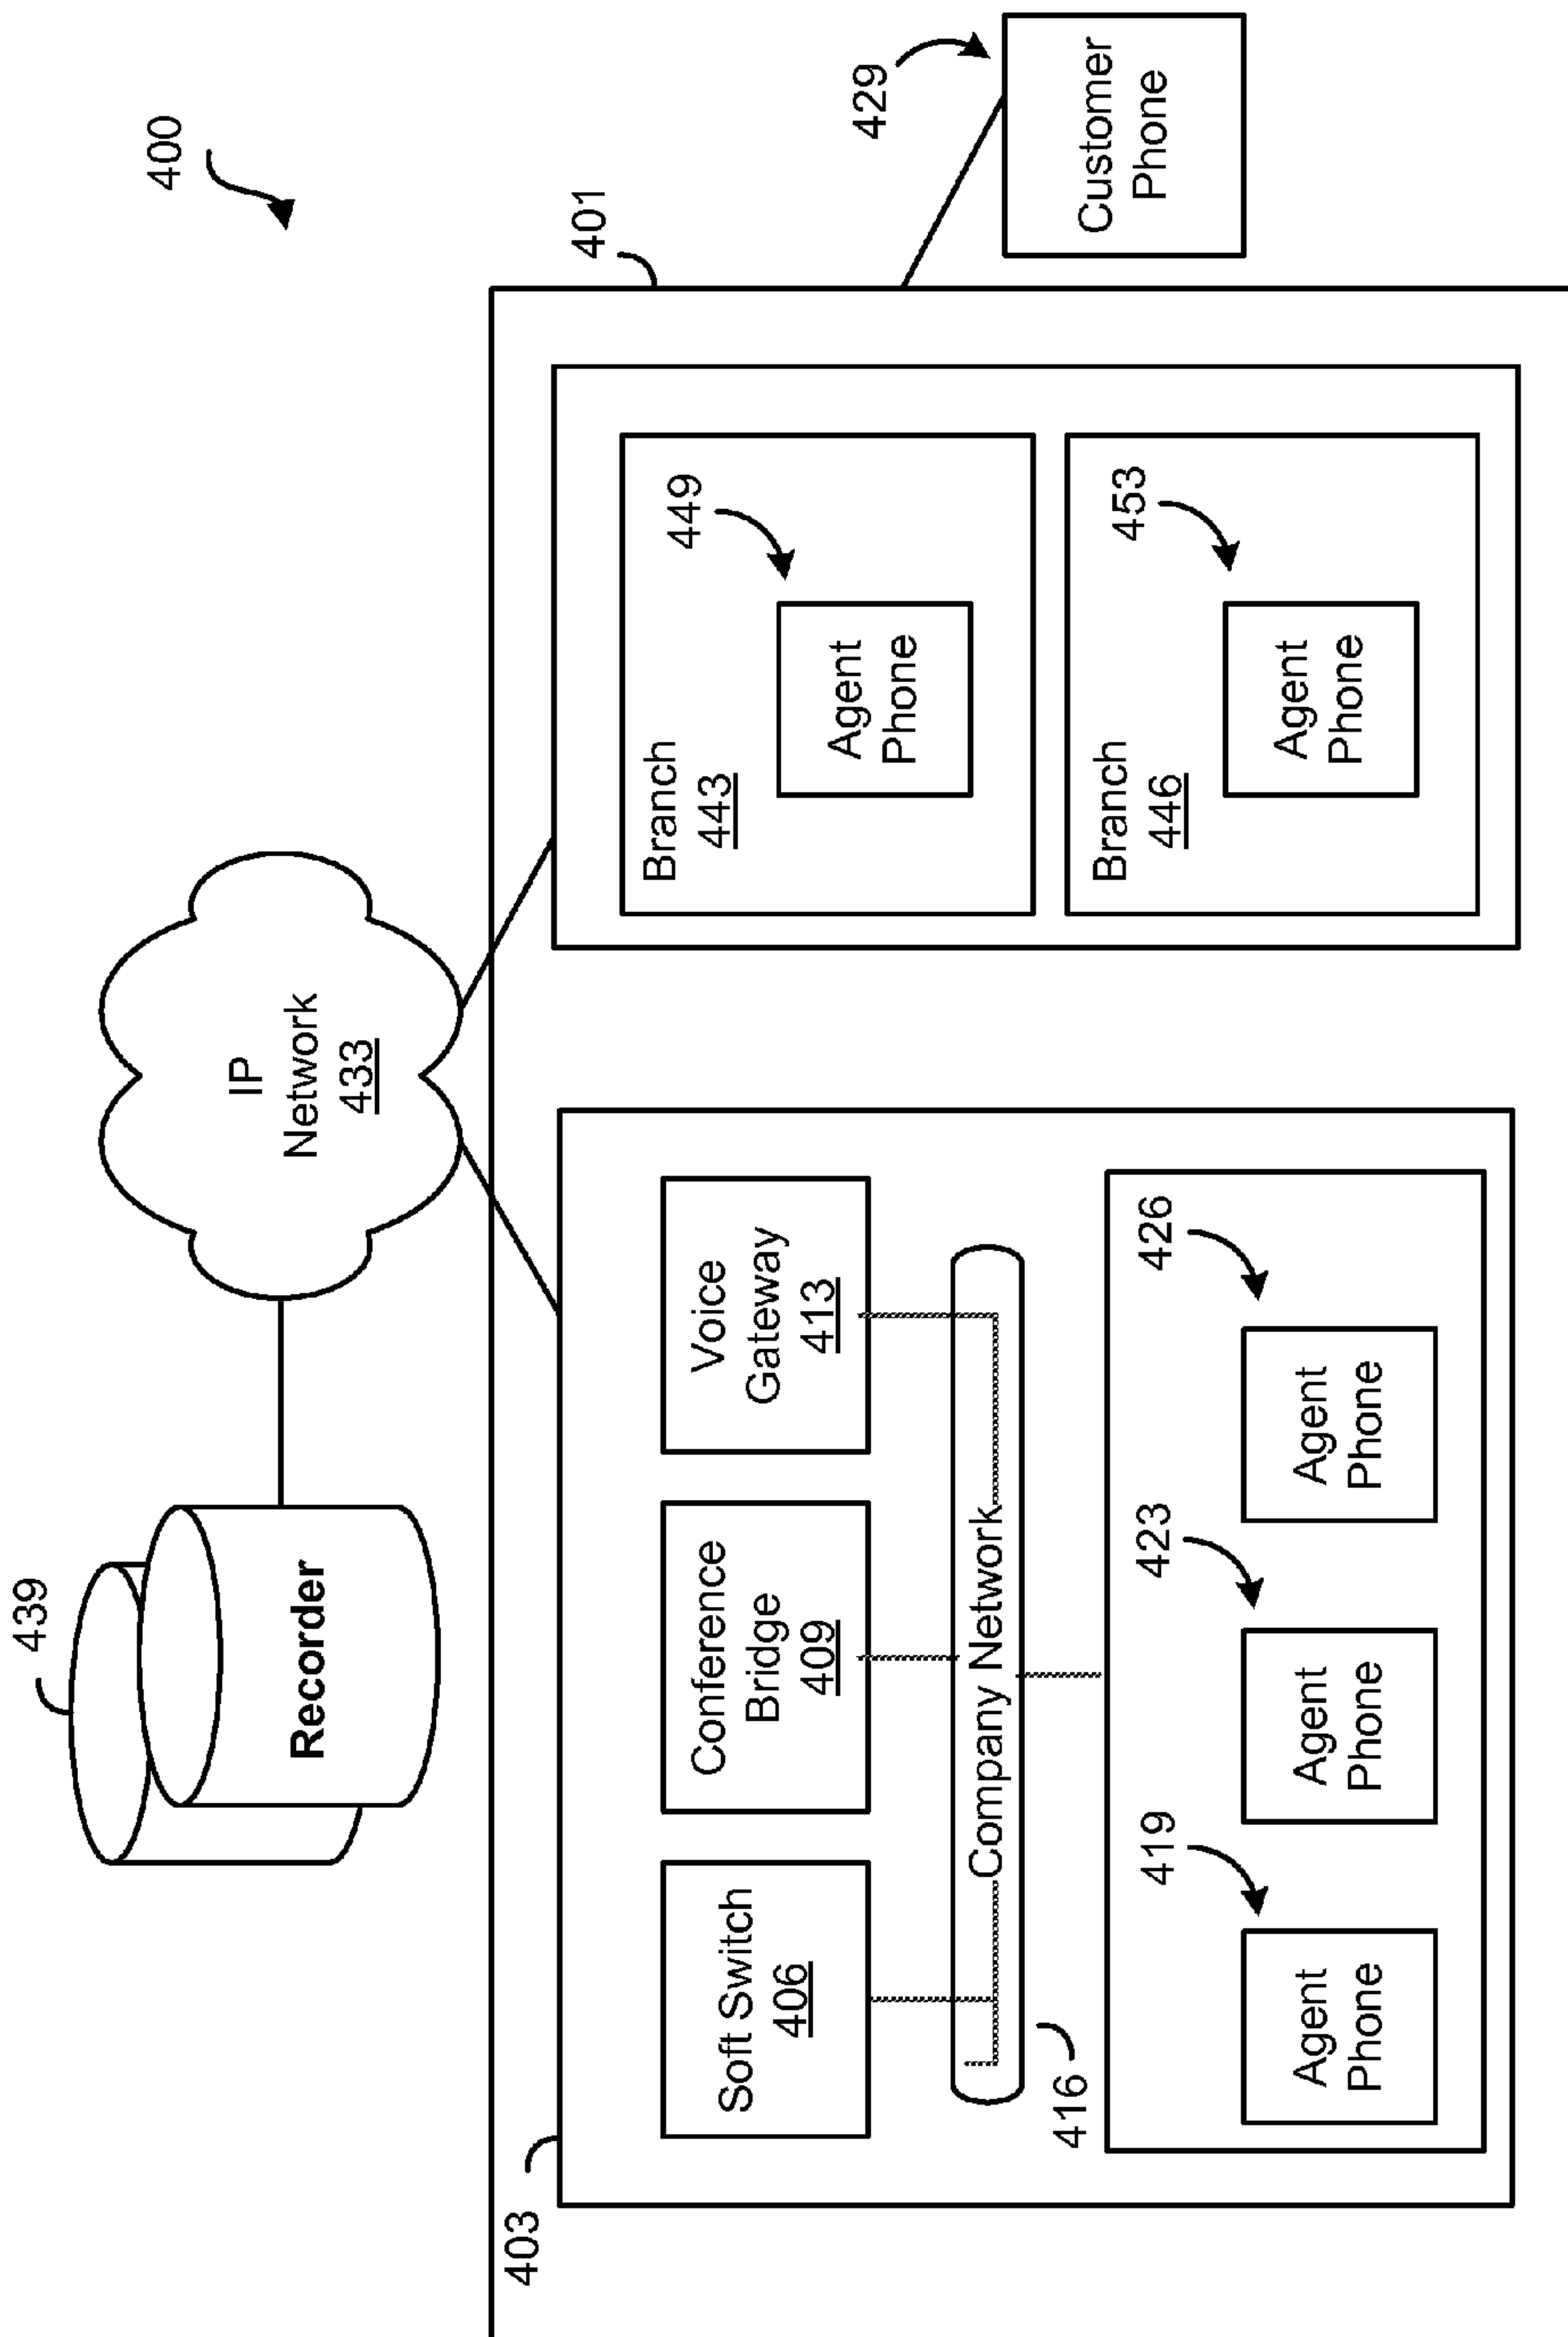 400
439
Recorder
IP
Network
433
401
429
Customer
Phone
403
Soft Switch
406
Conference
Bridge
409
Voice
Gateway
413
Company Network
416
419
Agent
Phone
423
Agent
Phone
426
Agent
Phone
Branch
443
449
Agent
Phone
Branch
446
453
Agent
Phone